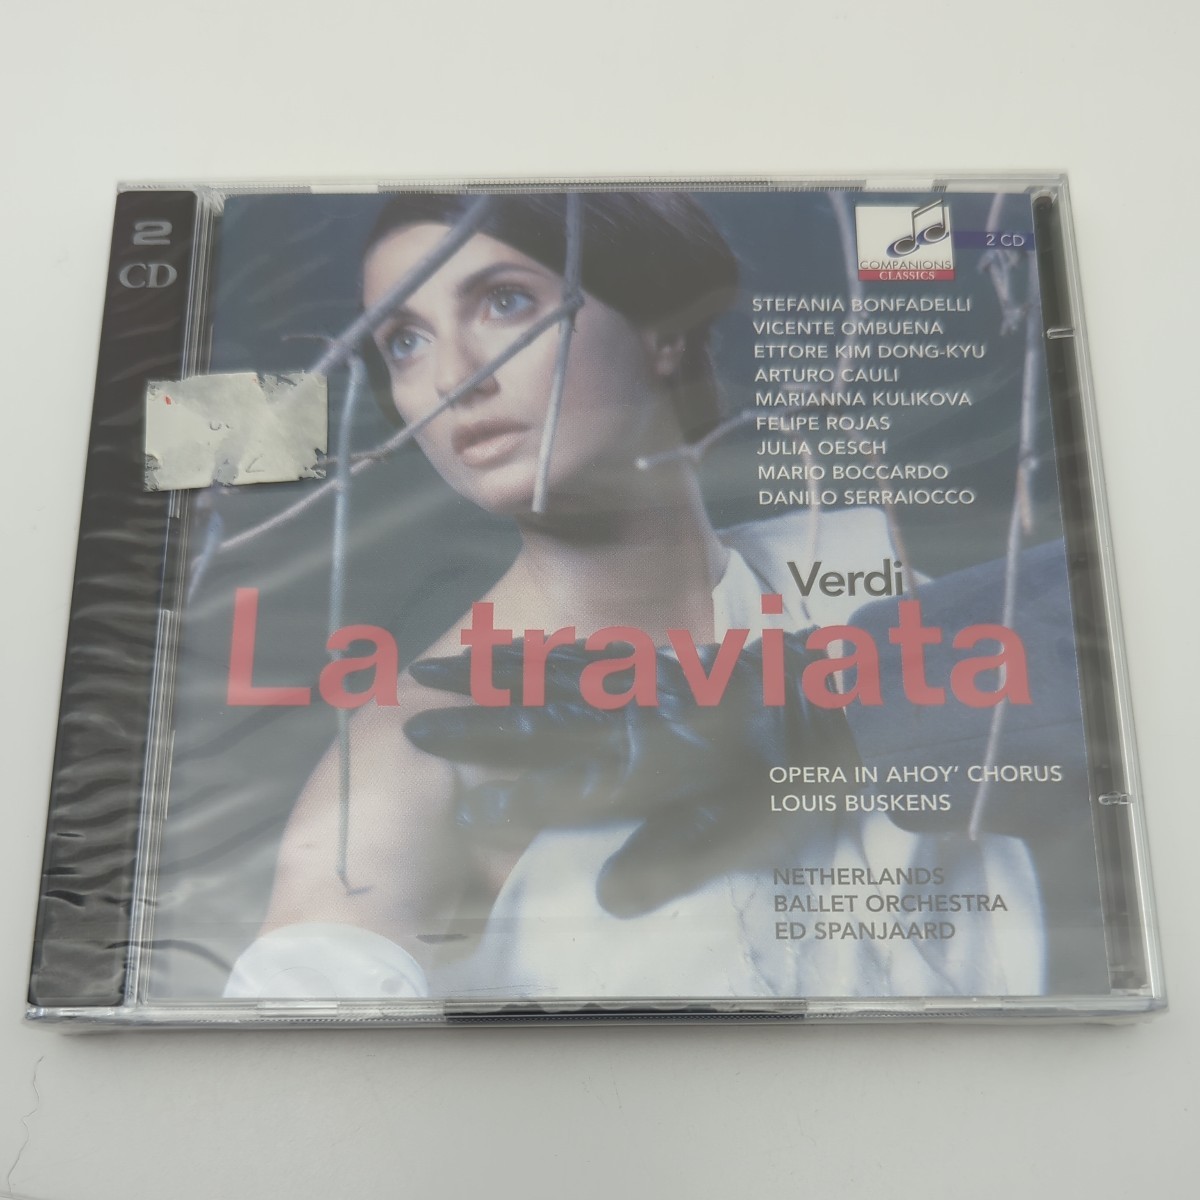 2
CD
COMPANIONS
CLASSICS
2 CD
STEFANIA BONFADELLI
VICENTE OMBUENA
ETTORE KIM DONG-KYU
ARTURO CAULI
MARIANNA KULIKOVA
FELIPE ROJAS
JULIA OESCH
MARIO BOCCARDO
DANILO SERRAIOCCO
Verdi
La traviata
OPERA IN AHOY' CHORUS
LOUIS BUSKENS
NETHERLANDS
BALLET ORCHESTRA
ED SPANJAARD